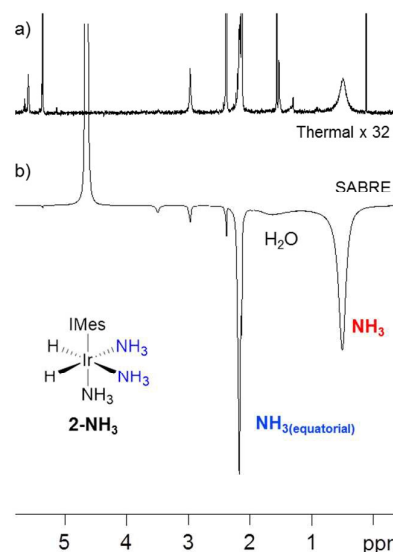 a)
Thermal x 32
b)
SABRE
H₂O
NH₃
IMes
H NH₃
Ir
H NH₃
NH₃
2-NH₃
NH₃(equatorial)
5 4 3 2 1 ppm